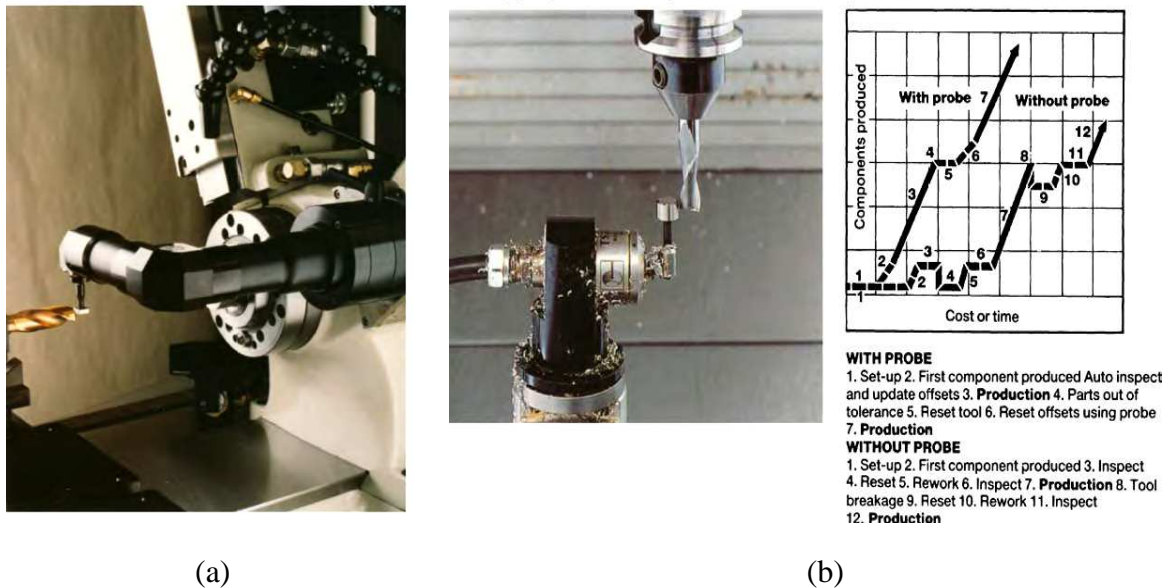 Components produced
With probe
Without probe
1
2
3
4
5
6
7
1
2
3
4
5
6
7
8
9
10
11
12
Cost or time
WITH PROBE
1. Set-up 2. First component produced Auto inspect
and update offsets 3. Production 4. Parts out of
tolerance 5. Reset tool 6. Reset offsets using probe
7. Production
WITHOUT PROBE
1. Set-up 2. First component produced 3. Inspect
4. Reset 5. Rework 6. Inspect 7. Production 8. Tool
breakage 9. Reset 10. Rework 11. Inspect
12. Production
(a)
(b)